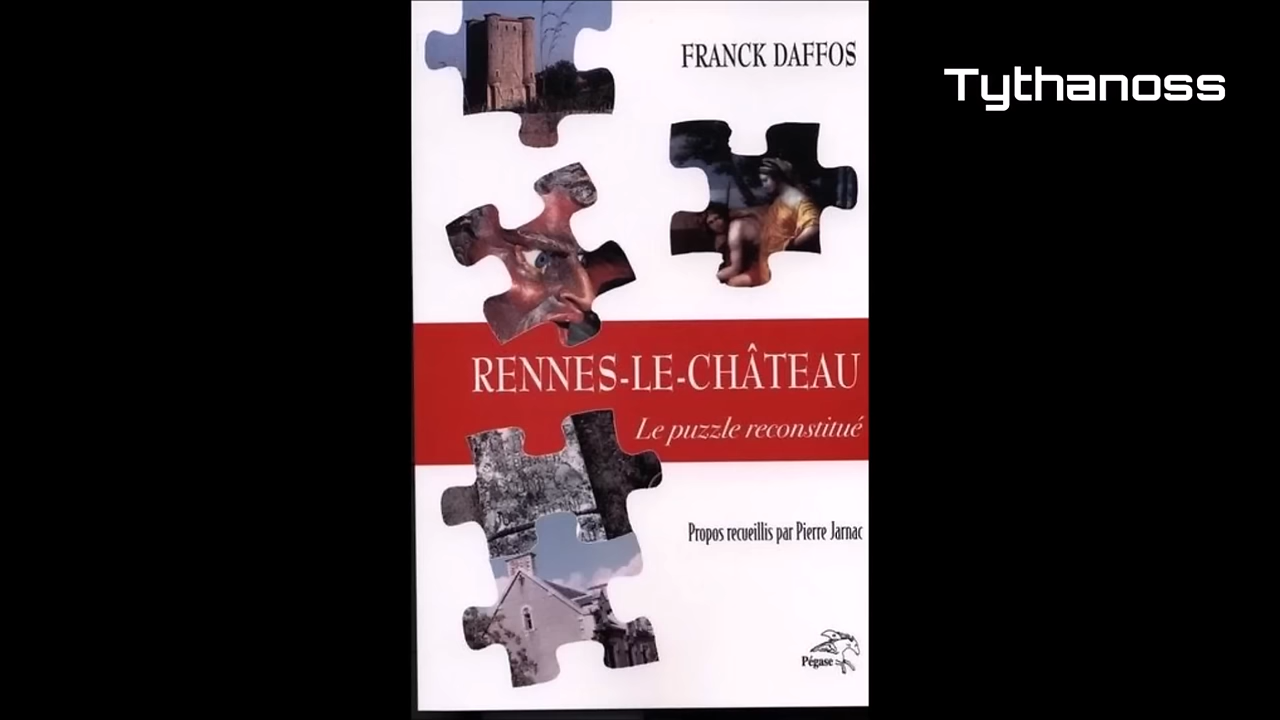 FRANCK DAFFOS
Tythanoss
RENNES-LE-CHÂTEAU
Le puzzle reconstitué
Propos recueillis par Pierre Jarnac
Pégase